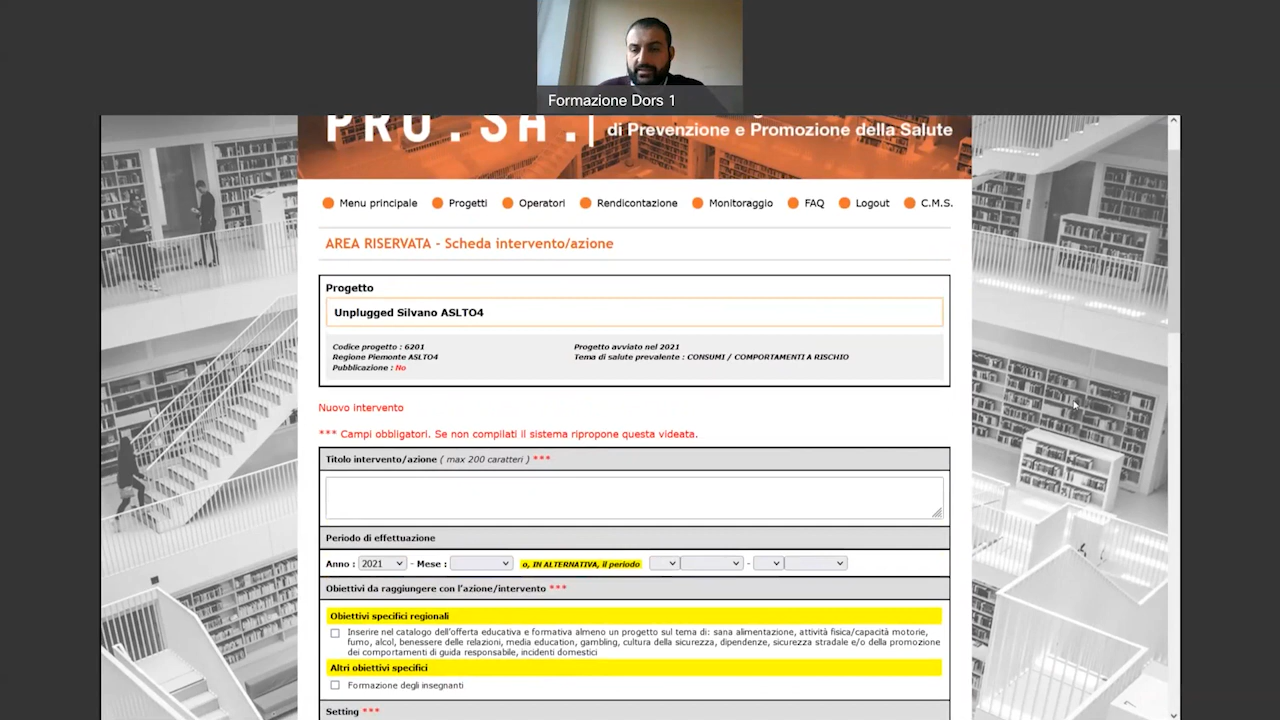 Formazione Dors 1
PRO.SA.
di Prevenzione e Promozione della Salute
Menu principale Progetti Operatori Rendicontazione Monitoraggio FAQ Logout C.M.S.
AREA RISERVATA - Scheda intervento/azione
Progetto
Unplugged Silvano ASLTO4
Codice progetto : 6201 Progetto avviato nel 2021
Regione Piemonte ASLTO4 Tema di salute prevalente : CONSUMI / COMPORTAMENTI A RISCHIO
Pubblicazione : No
Nuovo intervento
*** Campi obbligatori. Se non compilati il sistema ripropone questa videata.
Titolo intervento/azione ( max 200 caratteri ) ***
Periodo di effettuazione
Anno : 2021 - Mese : o, IN ALTERNATIVA, il periodo -
Obiettivi da raggiungere con l'azione/intervento ***
Obiettivi specifici regionali
Inserire nel catalogo dell'offerta educativa e formativa almeno un progetto sul tema di: sana alimentazione, attività fisica/capacità motorie,
fumo, alcol, benessere delle relazioni, media education, gambling, cultura della sicurezza, dipendenze, sicurezza stradale e/o della promozione
dei comportamenti di guida responsabile, incidenti domestici
Altri obiettivi specifici
Formazione degli insegnanti
Setting ***